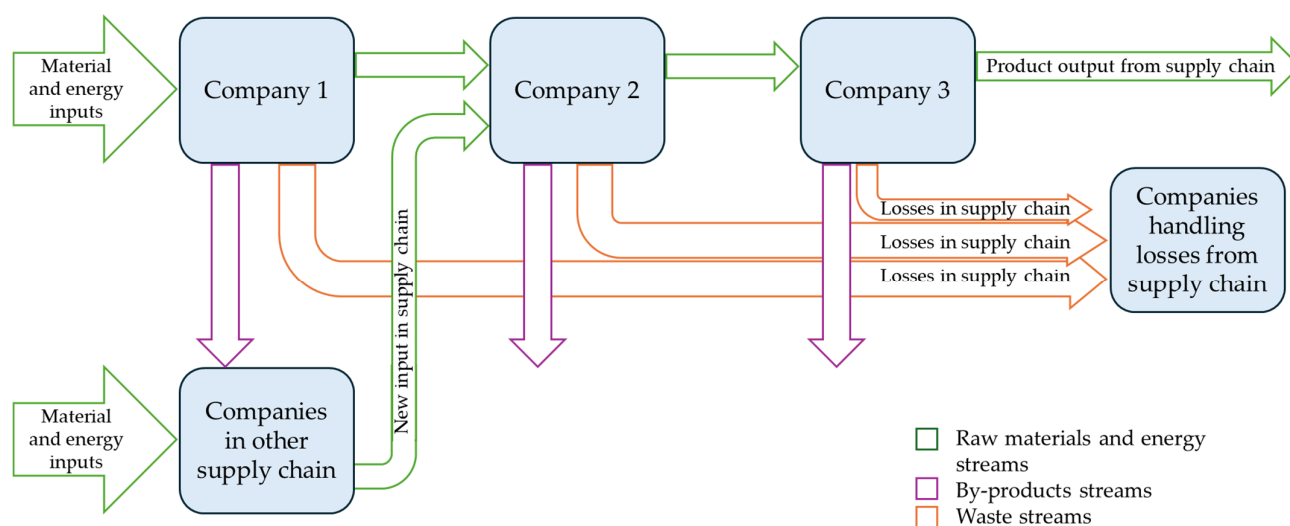 Material
and energy
inputs
Company 1
Company 2
Company 3
Product output from supply chain
Losses in supply chain
Losses in supply chain
Losses in supply chain
Companies
handling
losses from
supply chain
New input in supply chain
Material
and energy
inputs
Companies
in other
supply chain
Raw materials and energy
streams
By-products streams
Waste streams